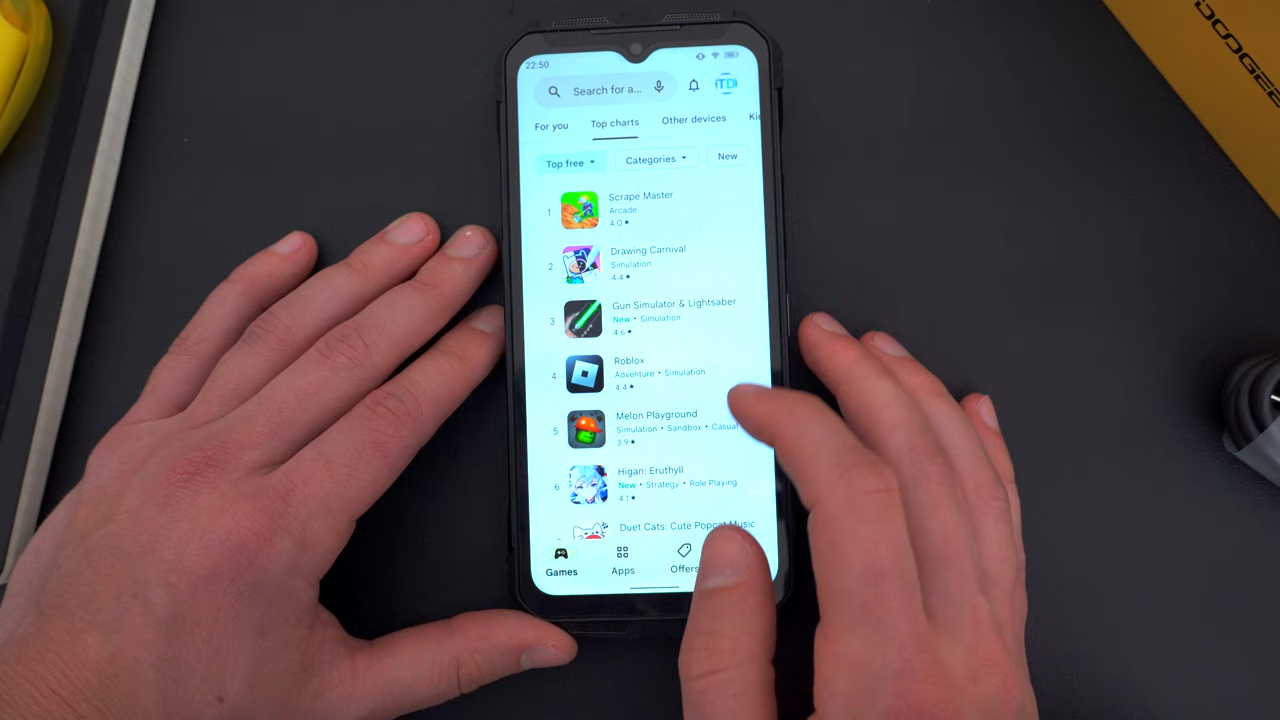 22:50
Search for a...
TD
For you Top charts Other devices
Top free Categories New
1 Scrape Master
Arcade
4.0★
2 Drawing Carnival
Simulation
4.4★
3 Gun Simulator & Lightsaber
New • Simulation
4.6★
4 Roblox
Adventure • Simulation
4.4★
5 Melon Playground
Simulation • Sandbox • Casual
3.9★
6 Higan: Eruthyll
New • Strategy • Role Playing
4.1★
Duet Cats: Cute Popcat Music
Games Apps Offers
DOOGEE